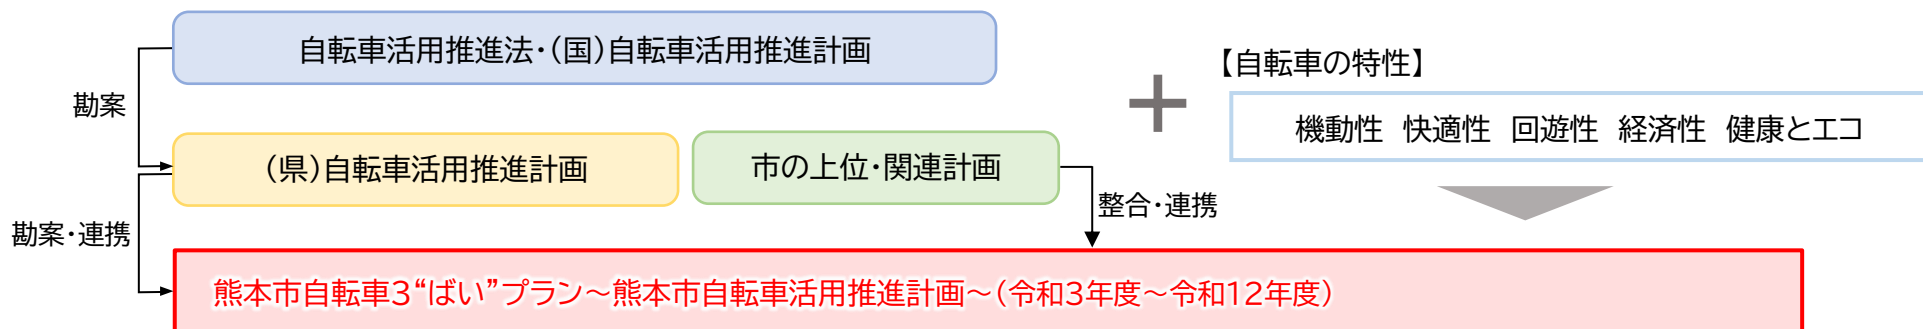 自転車活用推進法・（国）自転車活用推進計画
【自転車の特性】
勘案
機動性 快適性 回遊性 経済性 健康とエコ
（県）自転車活用推進計画
市の上位・関連計画
整合・連携
勘案・連携
熊本市自転車3“ばい”プラン～熊本市自転車活用推進計画～（令和3年度～令和12年度）